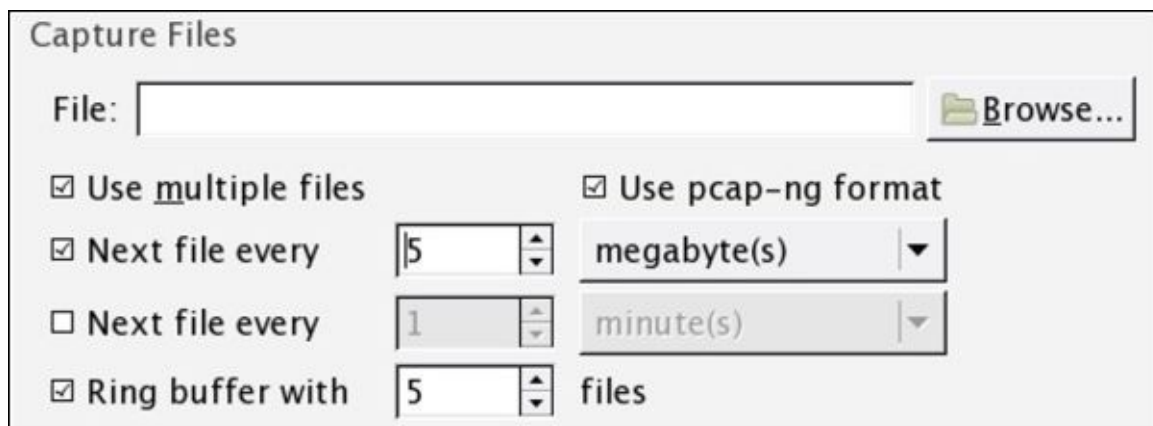 Capture Files
File: Browse...
Use multiple files Use pcap-ng format
Next file every 5 megabyte(s)
Next file every 1 minute(s)
Ring buffer with 5 files